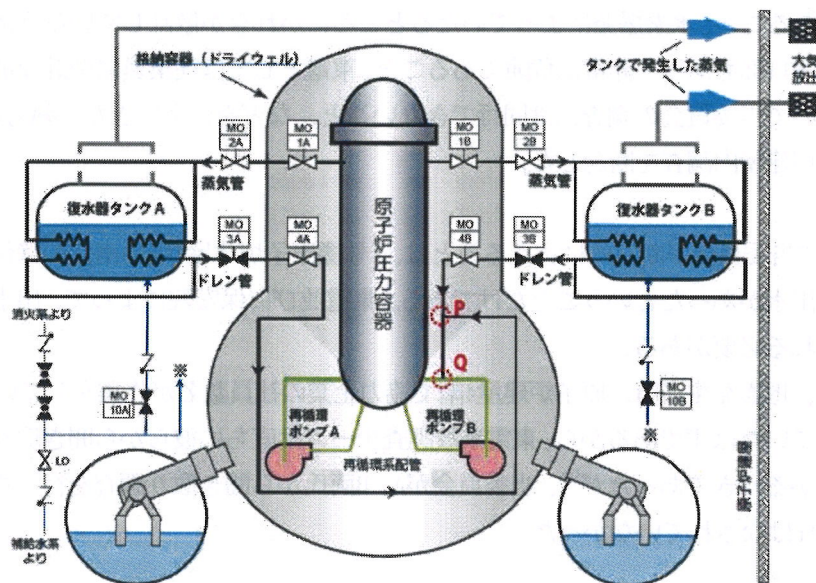 格納容器（ドライウェル）
タンクで発生した蒸気
大気
放出
MO
2A
MO
1A
MO
1B
MO
2B
蒸気管
蒸気管
復水器タンクA
原子炉圧力容器
復水器タンクB
MO
3A
MO
4A
MO
4B
MO
3B
ドレン管
ドレン管
P
Q
消火系より
※
MO
10A
MO
10B
※
再循環
ポンプA
再循環
ポンプB
再循環系配管
LO
補給水系
より
原子炉建屋